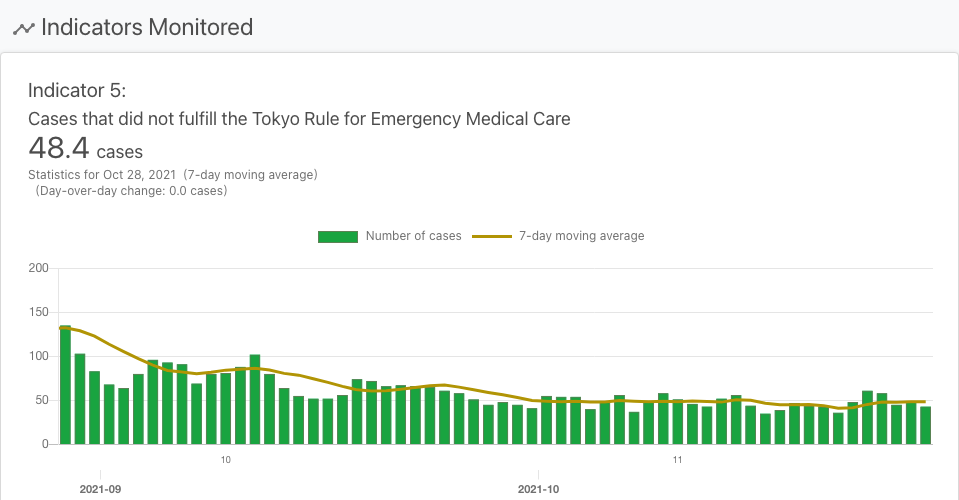 Indicators Monitored
Indicator 5:
Cases that did not fulfill the Tokyo Rule for Emergency Medical Care
48.4 cases
Statistics for Oct 28, 2021 (7-day moving average)
(Day-over-day change: 0.0 cases)
Number of cases 7-day moving average
200
150
100
50
0
10 11
2021-09 2021-10